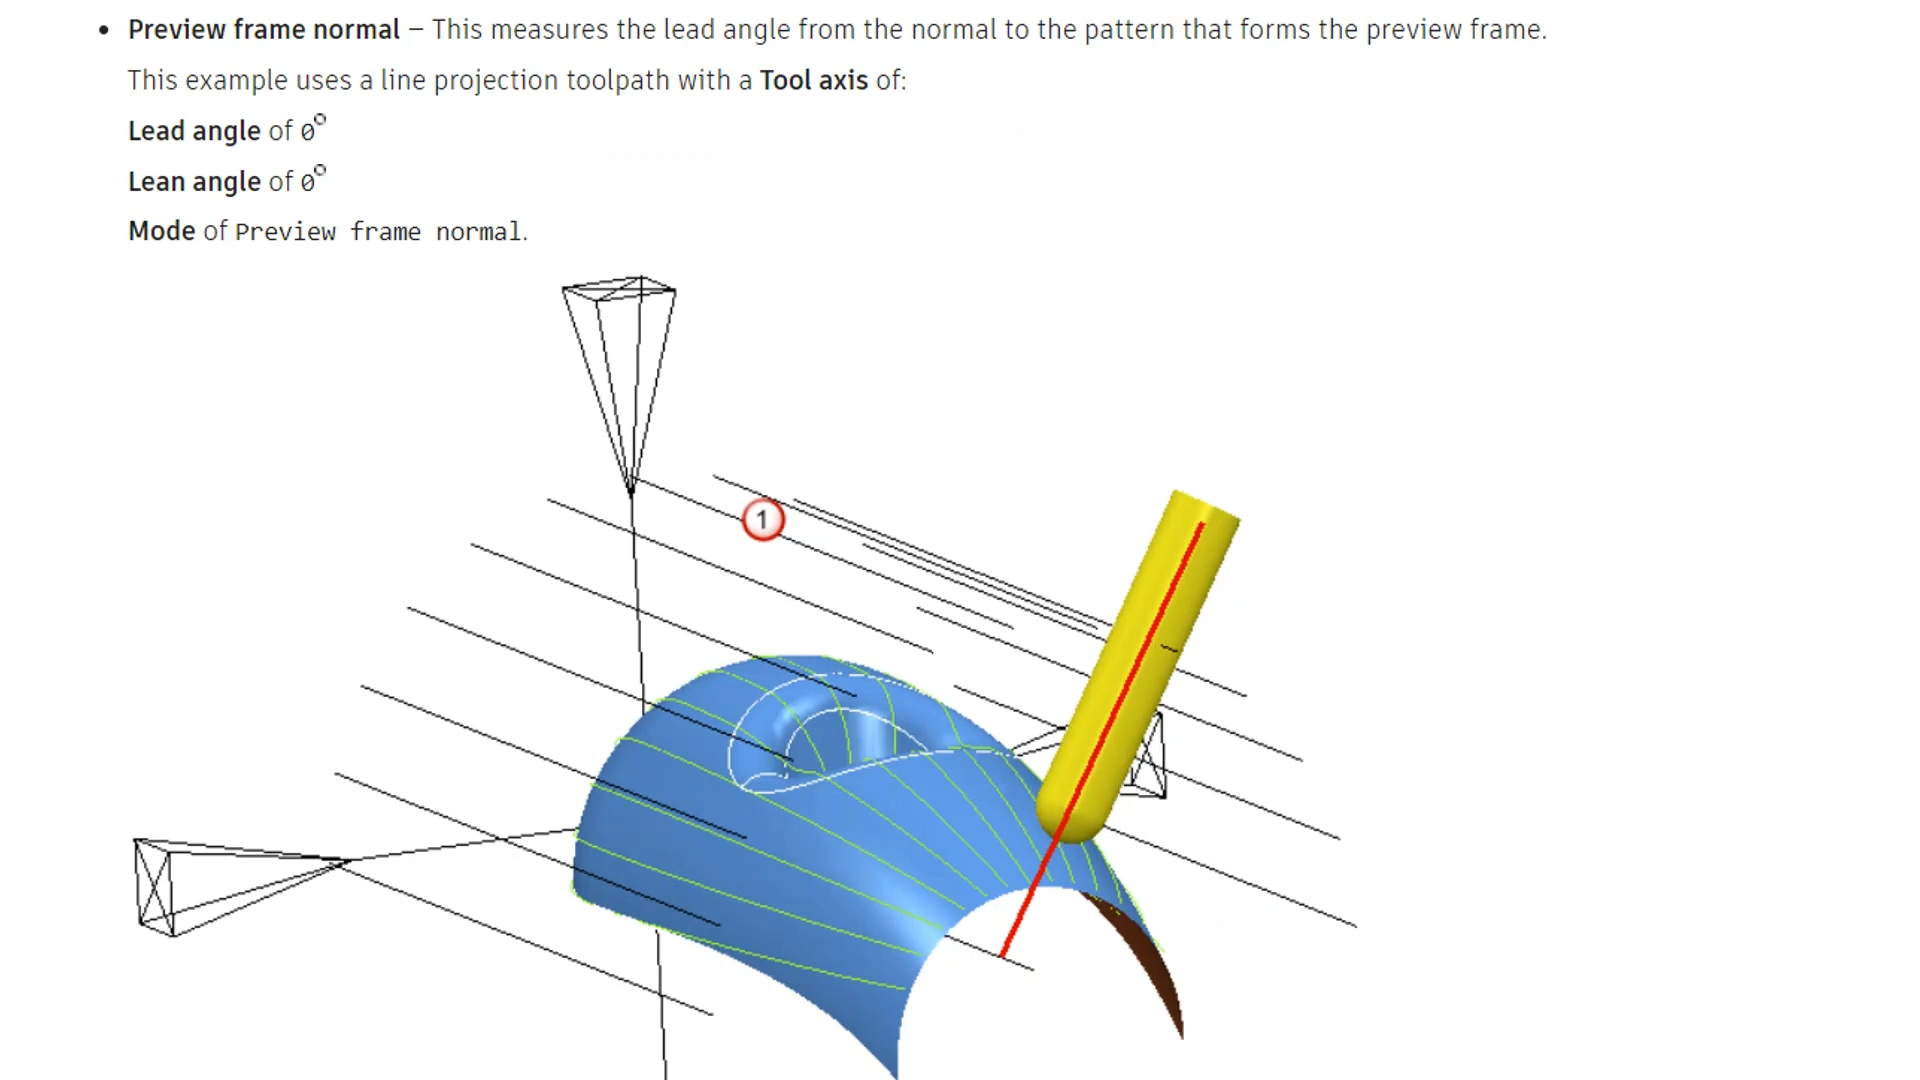 • Preview frame normal – This measures the lead angle from the normal to the pattern that forms the preview frame.
This example uses a line projection toolpath with a Tool axis of:
Lead angle of 0°
Lean angle of 0°
Mode of Preview frame normal.
1